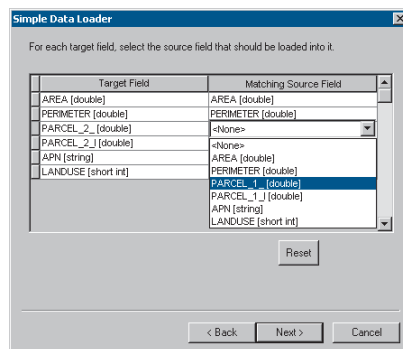 Simple Data Loader
For each target field, select the source field that should be loaded into it.
Target Field Matching Source Field
AREA [double] AREA [double]
PERIMETER [double] PERIMETER [double]
PARCEL_2_ [double] <None>
PARCEL_2_I [double] <None>
APN [string] AREA [double]
LANDUSE [short int] PERIMETER [double]
PARCEL_1_ [double]
PARCEL_1_I [double]
APN [string]
LANDUSE [short int]
Reset
< Back Next > Cancel